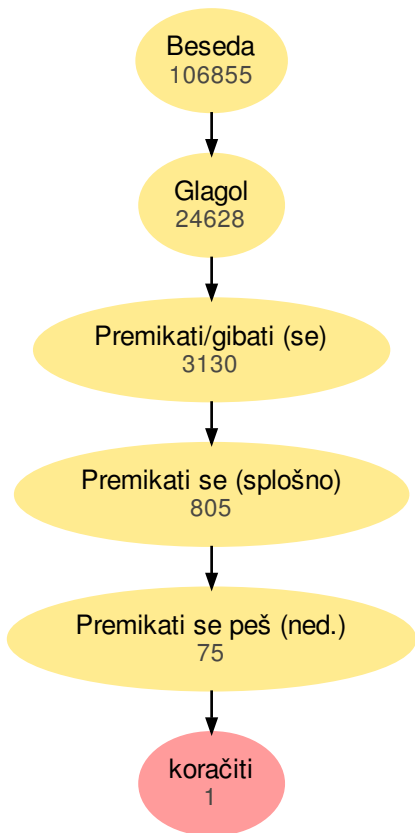 Beseda
106855
Glagol
24628
Premikati/gibati (se)
3130
Premikati se (splošno)
805
Premikati se peš (ned.)
75
koračiti
1